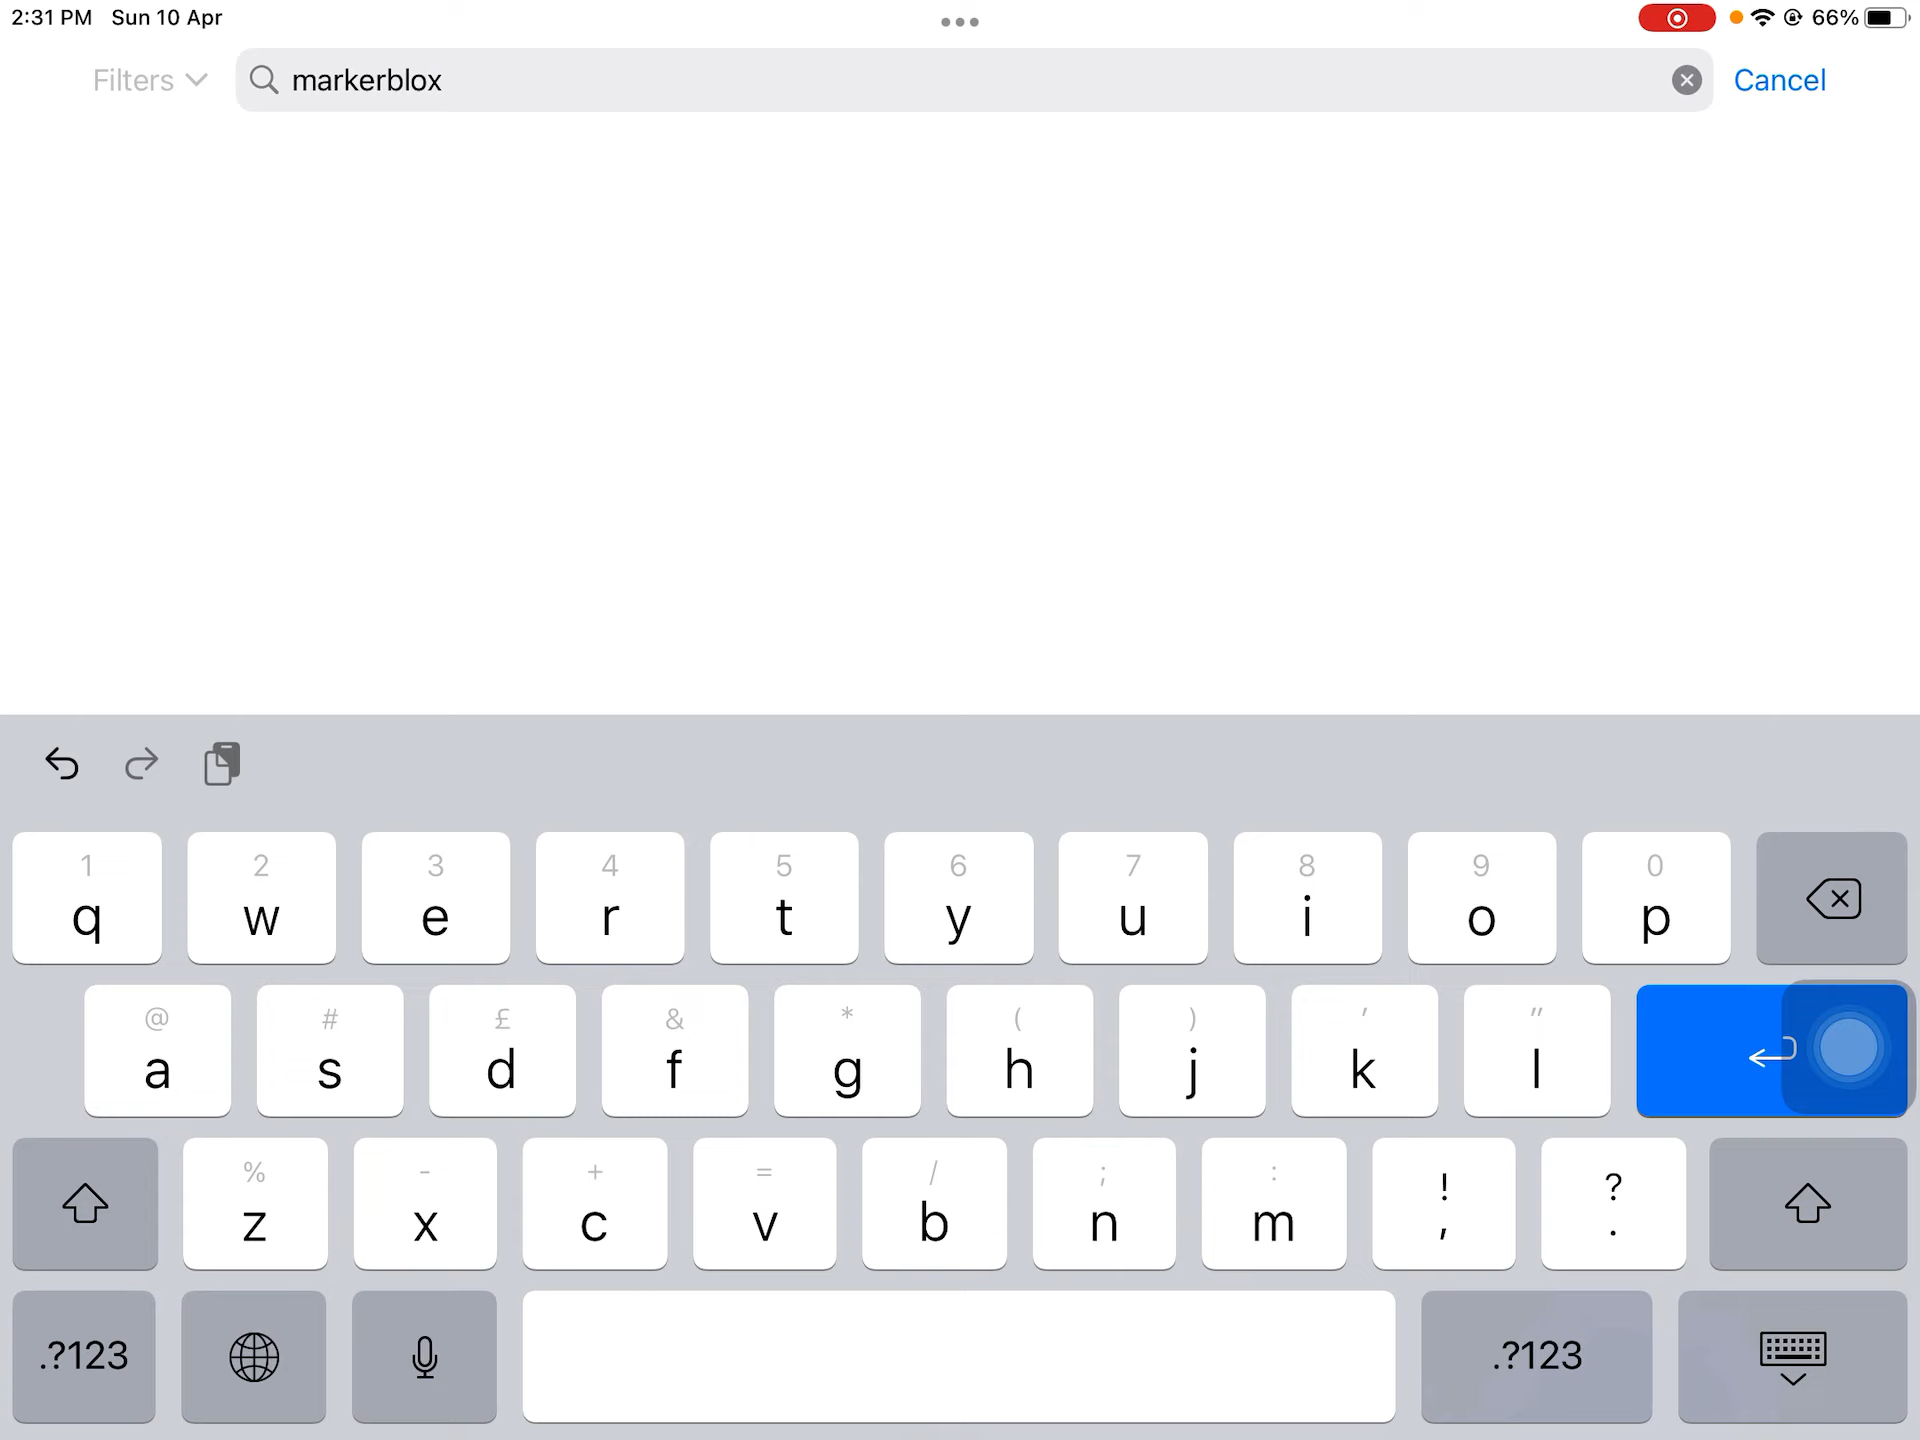 2:31 PM Sun 10 Apr 66%
Filters markerblox Cancel
1 2 3 4 5 6 7 8 9 0
q w e r t y u i o p
@ # £ & * ( ) ' "
a s d f g h j k l
% - + = / ; : ! ?
z x c v b n m , .
.?123 .?123